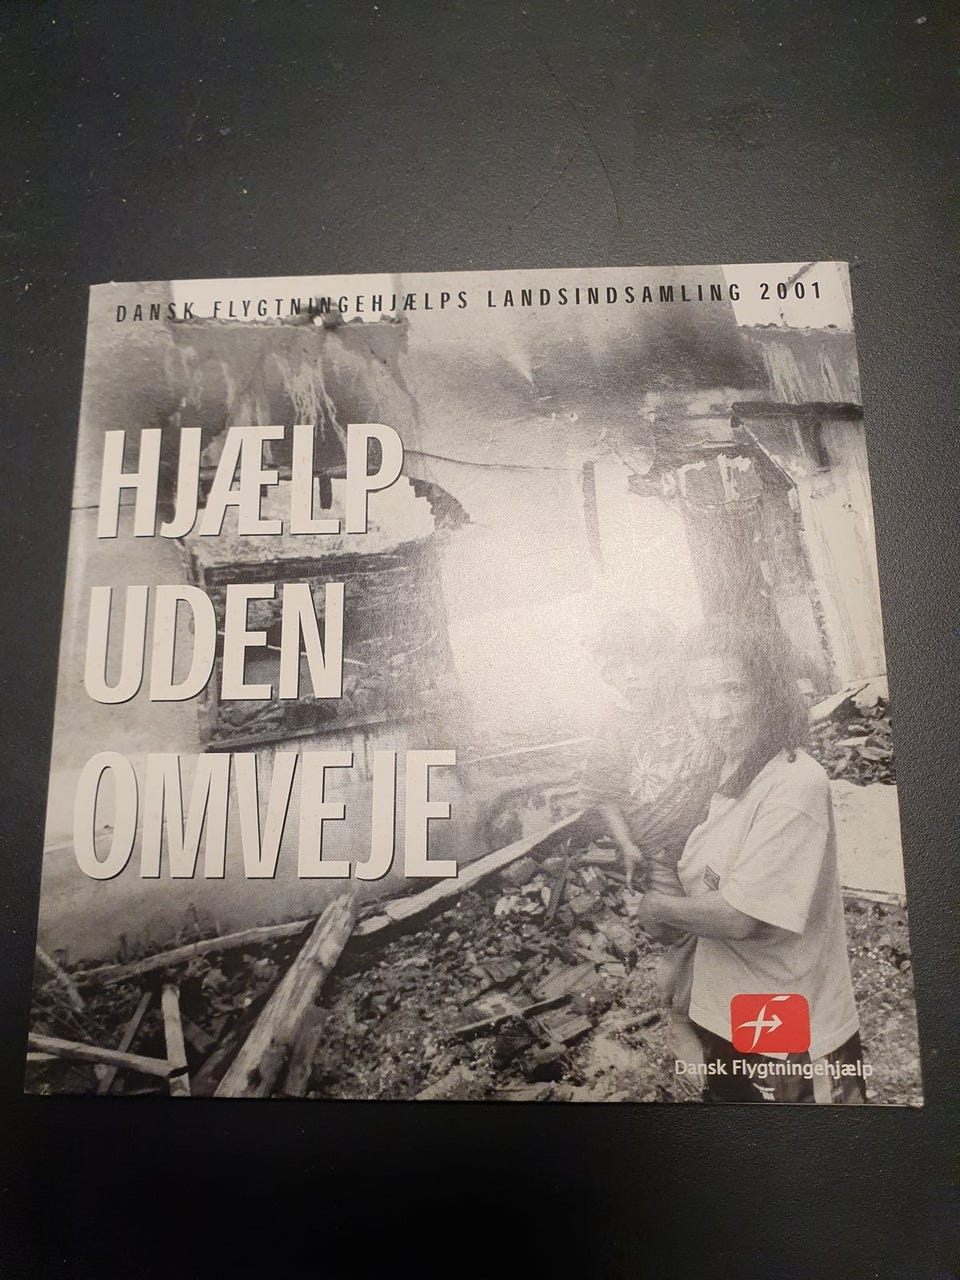 DANSK FLYGTNINGEHJÆLPS LANDSINDSAMLING 2001
HJÆLP
UDEN
OMVEJE
Dansk Flygtningehjælp